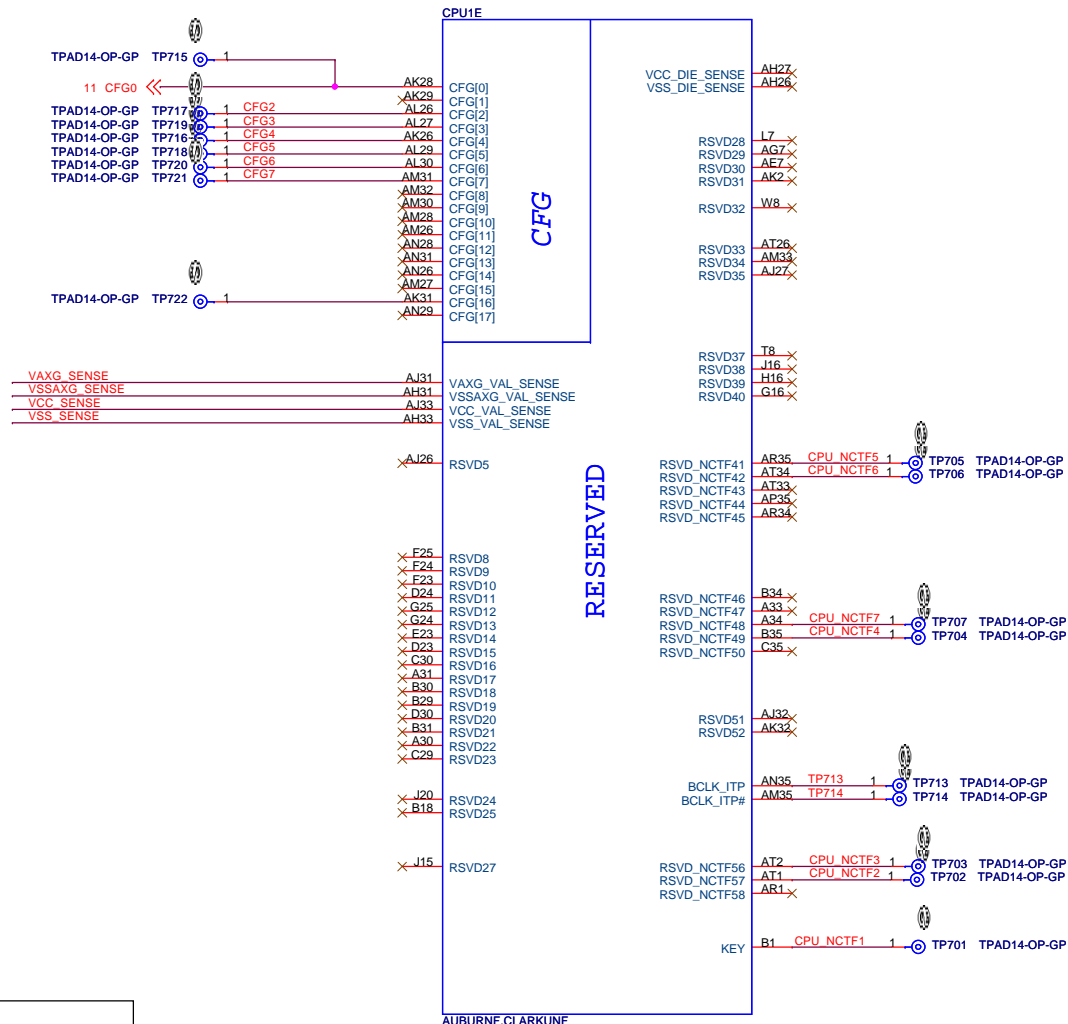 CPU1E
TPAD14-OP-GP TP715 1
11 CFG0 AK28 CFG[0]
AK29 CFG[1]
TPAD14-OP-GP TP717 1 CFG2 AL26 CFG[2]
TPAD14-OP-GP TP719 1 CFG3 AL27 CFG[3]
TPAD14-OP-GP TP716 1 CFG4 AK26 CFG[4]
TPAD14-OP-GP TP718 1 CFG5 AL29 CFG[5]
TPAD14-OP-GP TP720 1 CFG6 AL30 CFG[6]
TPAD14-OP-GP TP721 1 CFG7 AM31 CFG[7]
AM32 CFG[8]
AM30 CFG[9]
AM28 CFG[10]
AM26 CFG[11]
AN28 CFG[12]
AN31 CFG[13]
AN26 CFG[14]
AM27 CFG[15]
TPAD14-OP-GP TP722 1 AK31 CFG[16]
AN29 CFG[17]
CFG
VAXG_SENSE AJ31 VAXG_VAL_SENSE
VSSAXG_SENSE AH31 VSSAXG_VAL_SENSE
VCC_SENSE AJ33 VCC_VAL_SENSE
VSS_SENSE AH33 VSS_VAL_SENSE
AJ26 RSVD5
RESERVED
F25 RSVD8
F24 RSVD9
F23 RSVD10
D24 RSVD11
G25 RSVD12
G24 RSVD13
E23 RSVD14
D23 RSVD15
C30 RSVD16
A31 RSVD17
B30 RSVD18
B29 RSVD19
D30 RSVD20
B31 RSVD21
A30 RSVD22
C29 RSVD23
J20 RSVD24
B18 RSVD25
J15 RSVD27
VCC_DIE_SENSE AH27
VSS_DIE_SENSE AH26
RSVD28 L7
RSVD29 AG7
RSVD30 AE7
RSVD31 AK2
RSVD32 W8
RSVD33 AT26
RSVD34 AM33
RSVD35 AJ27
RSVD37 T8
RSVD38 J16
RSVD39 H16
RSVD40 G16
RSVD_NCTF41 AR35 CPU_NCTF5 1 TP705 TPAD14-OP-GP
RSVD_NCTF42 AT34 CPU_NCTF6 1 TP706 TPAD14-OP-GP
RSVD_NCTF43 AT33
RSVD_NCTF44 AP35
RSVD_NCTF45 AR34
RSVD_NCTF46 B34
RSVD_NCTF47 A33
RSVD_NCTF48 A34 CPU_NCTF7 1 TP707 TPAD14-OP-GP
RSVD_NCTF49 B35 CPU_NCTF4 1 TP704 TPAD14-OP-GP
RSVD_NCTF50 C35
RSVD51 AJ32
RSVD52 AK32
BCLK_ITP AN35 TP713 1 TP713 TPAD14-OP-GP
BCLK_ITP# AM35 TP714 1 TP714 TPAD14-OP-GP
RSVD_NCTF56 AT2 CPU_NCTF3 1 TP703 TPAD14-OP-GP
RSVD_NCTF57 AT1 CPU_NCTF2 1 TP702 TPAD14-OP-GP
RSVD_NCTF58 AR1
KEY B1 CPU_NCTF1 1 TP701 TPAD14-OP-GP
AUBURNF,CLARKUNF